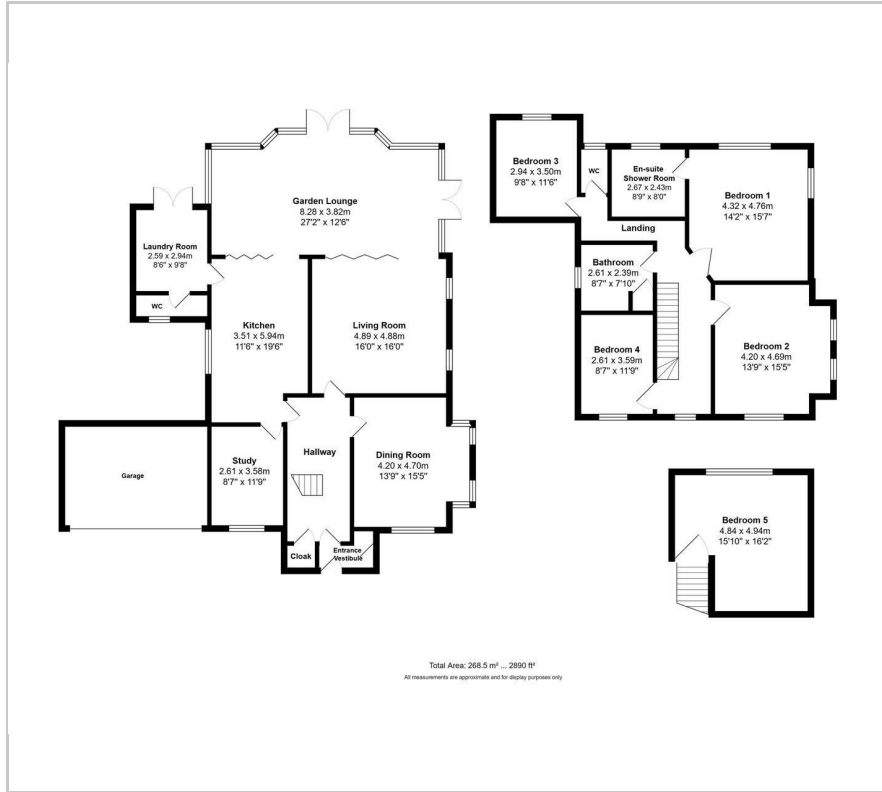 Garden Lounge
8.28 x 3.82m
27'2" x 12'6"
Laundry Room
2.59 x 2.94m
8'6" x 9'8"
WC
Kitchen
3.51 x 5.94m
11'6" x 19'6"
Living Room
4.89 x 4.88m
16'0" x 16'0"
Garage
Study
2.61 x 3.58m
8'7" x 11'9"
Hallway
Dining Room
4.20 x 4.70m
13'9" x 15'5"
Cloak
Entrance
Vestibule
Bedroom 3
2.94 x 3.50m
9'8" x 11'6"
WC
En-suite
Shower Room
2.67 x 2.43m
8'9" x 8'0"
Bedroom 1
4.32 x 4.76m
14'2" x 15'7"
Landing
Bathroom
2.61 x 2.39m
8'7" x 7'10"
Bedroom 4
2.61 x 3.59m
8'7" x 11'9"
Bedroom 2
4.20 x 4.69m
13'9" x 15'5"
Bedroom 5
4.84 x 4.94m
15'10" x 16'2"
Total Area: 268.5 m² ... 2890 ft²
All measurements are approximate and for display purposes only